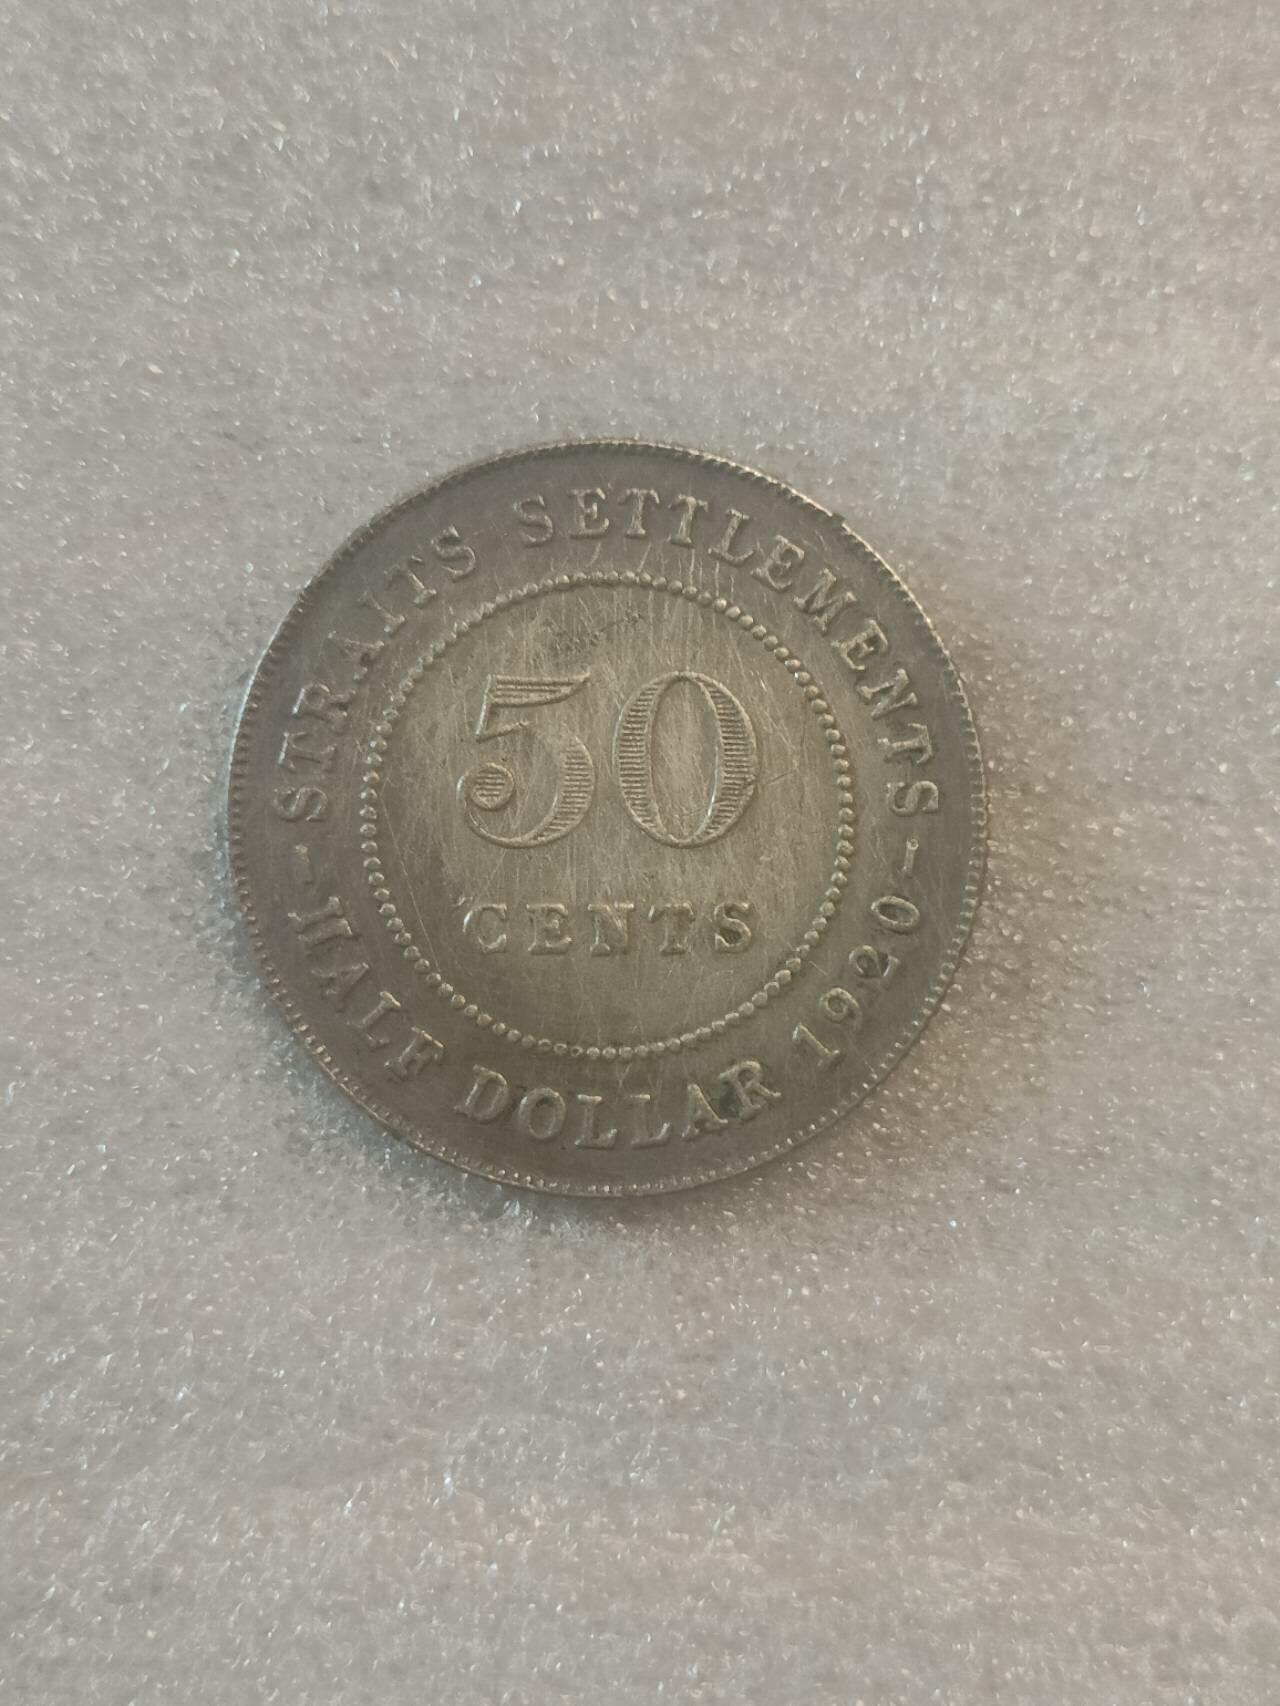 STRAITS SETTLEMENTS
50
CENTS
-HALF DOLLAR 1920-